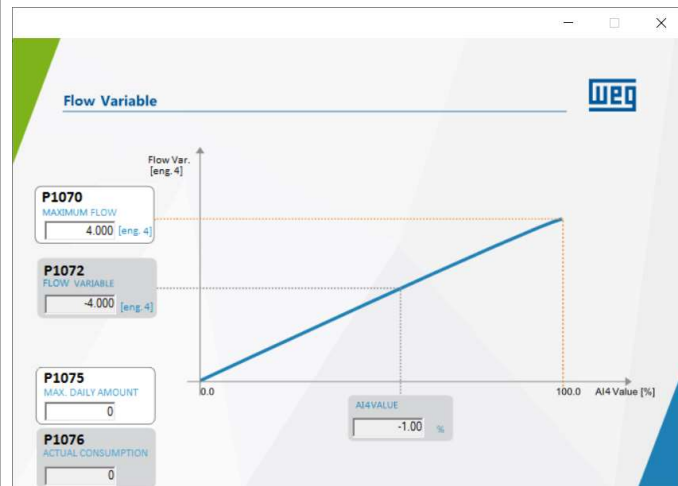 Flow Variable
weg
Flow Var.
[eng. 4]
P1070
MAXIMUM FLOW
4.000 [eng. 4]
P1072
FLOW VARIABLE
-4.000 [eng. 4]
P1075
MAX. DAILY AMOUNT
0
0.0
100.0 AI4 Value [%]
AI4 VALUE
-1.00 %
P1076
ACTUAL CONSUMPTION
0